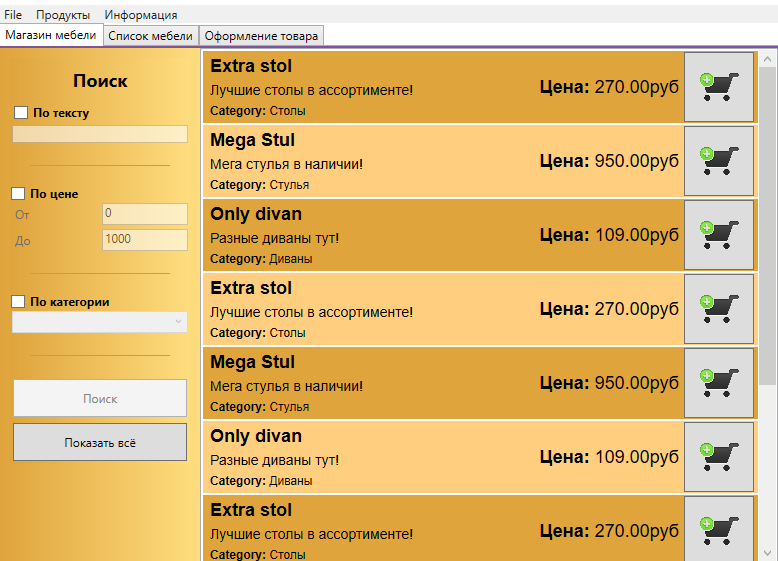 File Продукты Информация
Магазин мебели Список мебели Оформление товара
Поиск
По тексту
По цене
От 0
До 1000
По категории
Поиск
Показать всё
Extra stol
Лучшие столы в ассортименте!
Category: Столы
Цена: 270.00руб
Mega Stul
Мега стулья в наличии!
Category: Стулья
Цена: 950.00руб
Only divan
Разные диваны тут!
Category: Диваны
Цена: 109.00руб
Extra stol
Лучшие столы в ассортименте!
Category: Столы
Цена: 270.00руб
Mega Stul
Мега стулья в наличии!
Category: Стулья
Цена: 950.00руб
Only divan
Разные диваны тут!
Category: Диваны
Цена: 109.00руб
Extra stol
Лучшие столы в ассортименте!
Category: Столы
Цена: 270.00руб